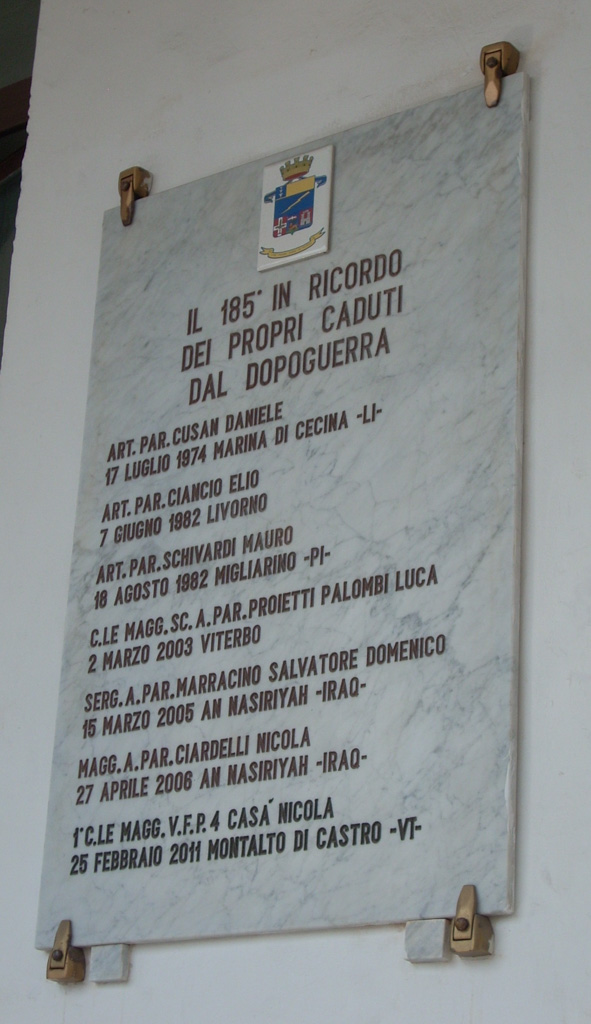 IL 185° IN RICORDO
DEI PROPRI CADUTI
DAL DOPOGUERRA
ART. PAR. CUSAN DANIELE
17 LUGLIO 1974 MARINA DI CECINA -LI-
ART. PAR. CIANCIO ELIO
7 GIUGNO 1982 LIVORNO
ART. PAR. SCHIVARDI MAURO
18 AGOSTO 1982 MIGLIARINO -PI-
C.LE MAGG. SC. A. PAR. PROIETTI PALOMBI LUCA
2 MARZO 2003 VITERBO
SERG. A. PAR. MARRACINO SALVATORE DOMENICO
15 MARZO 2005 AN NASIRIYAH -IRAQ-
MAGG. A. PAR. CIARDELLI NICOLA
27 APRILE 2006 AN NASIRIYAH -IRAQ-
1° C.LE MAGG. V.F.P. 4 CASA´ NICOLA
25 FEBBRAIO 2011 MONTALTO DI CASTRO -VT-